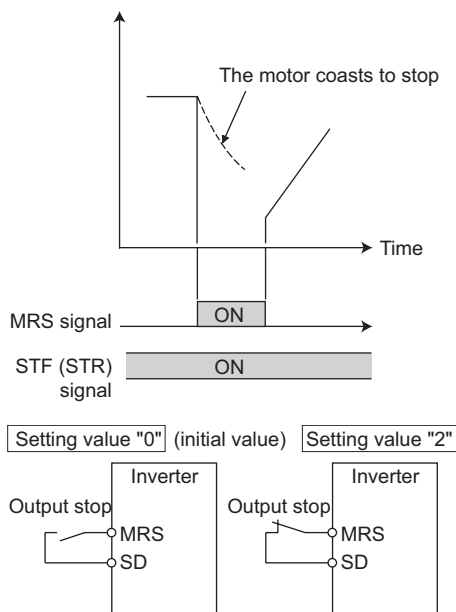 The motor coasts to stop
Time
MRS signal
ON
STF (STR)
signal
ON
Setting value "0" (initial value) Setting value "2"
Inverter
Output stop
MRS
SD
Inverter
Output stop
MRS
SD